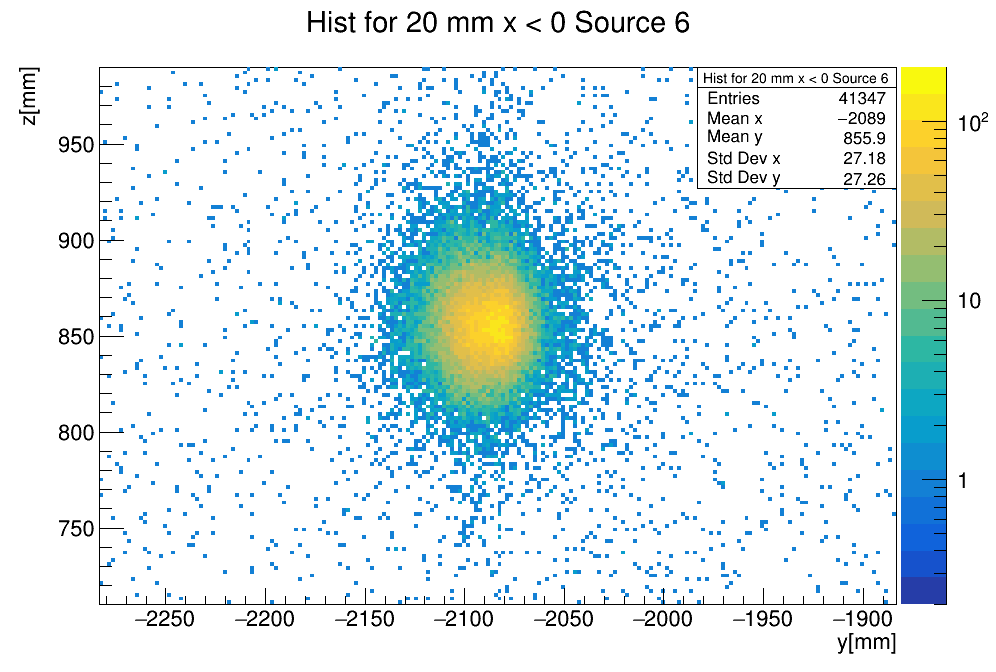 Hist for 20 mm x < 0 Source 6
z[mm]
Hist for 20 mm x < 0 Source 6
Entries 41347
Mean x −2089
Mean y 855.9
Std Dev x 27.18
Std Dev y 27.26
950
900
850
800
750
10²
10
1
−2250 −2200 −2150 −2100 −2050 −2000 −1950 −1900
y[mm]